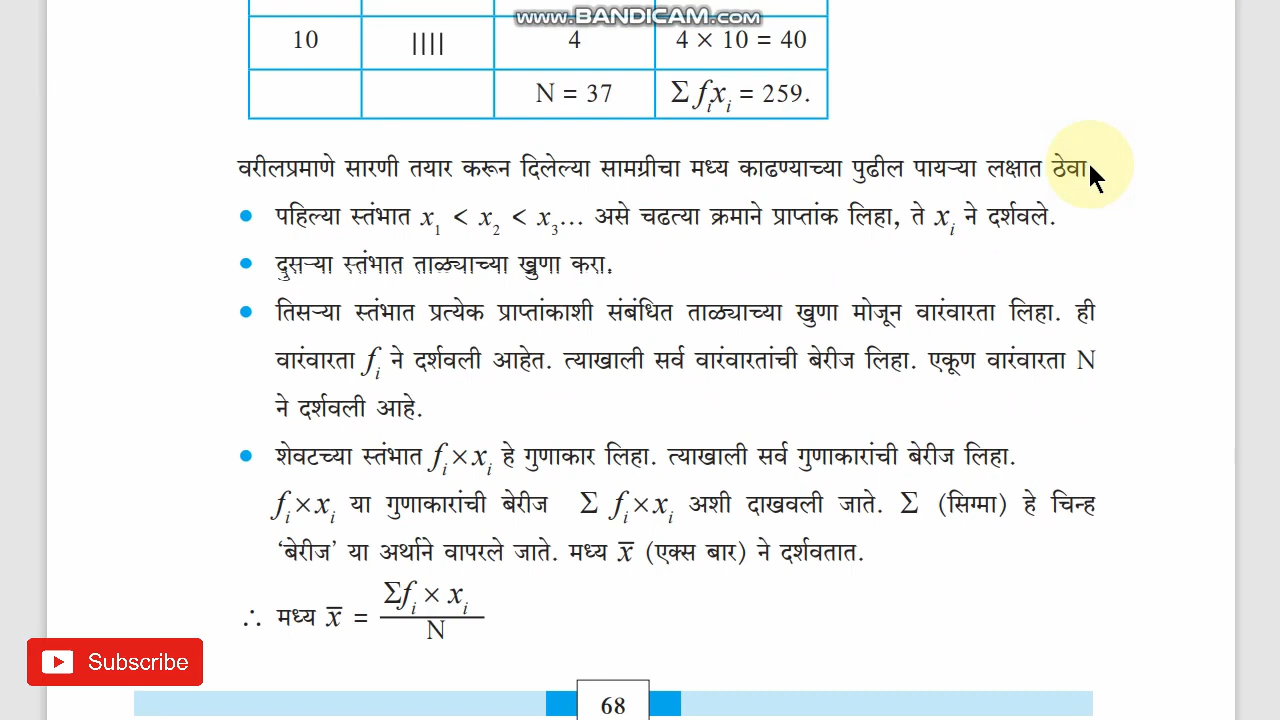 www.BANDICAM.com
10 |||| 4 4 × 10 = 40
N = 37 Σ fᵢxᵢ = 259.
वरीलप्रमाणे सारणी तयार करून दिलेल्या सामग्रीचा मध्य काढण्याच्या पुढील पायऱ्या लक्षात ठेवा
• पहिल्या स्तंभात x₁ < x₂ < x₃... असे चढत्या क्रमाने प्राप्तांक लिहा, ते xᵢ ने दर्शवले.
• दुसऱ्या स्तंभात ताळ्याच्या खुणा करा.
• तिसऱ्या स्तंभात प्रत्येक प्राप्तांकाशी संबंधित ताळ्याच्या खुणा मोजून वारंवारता लिहा. ही
वारंवारता fᵢ ने दर्शवली आहेत. त्याखाली सर्व वारंवारतांची बेरीज लिहा. एकूण वारंवारता N
ने दर्शवली आहे.
• शेवटच्या स्तंभात fᵢ×xᵢ हे गुणाकार लिहा. त्याखाली सर्व गुणाकारांची बेरीज लिहा.
fᵢ×xᵢ या गुणाकारांची बेरीज Σ fᵢ×xᵢ अशी दाखवली जाते. Σ (सिग्मा) हे चिन्ह
‘बेरीज’ या अर्थाने वापरले जाते. मध्य x̅ (एक्स बार) ने दर्शवतात.
Σfᵢ × xᵢ
∴ मध्य x̅ =
N
Subscribe
68